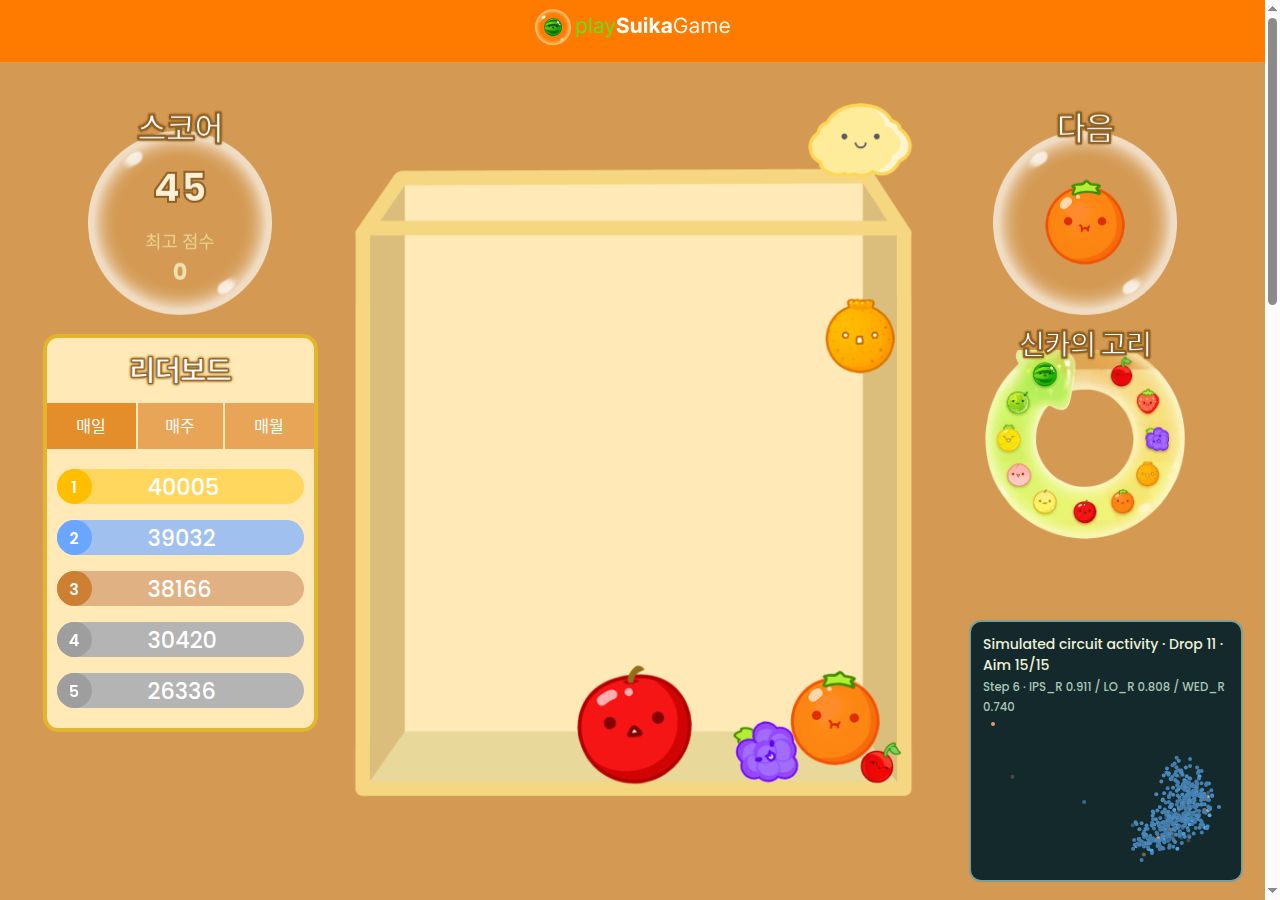 playSuikaGame
스코어
45
최고 점수
0
리더보드
매일 매주 매월
1 40005
2 39032
3 38166
4 30420
5 26336
다음
신카의 고리
Simulated circuit activity · Drop 11 ·
Aim 15/15
Step 6 · IPS_R 0.911 / LO_R 0.808 / WED_R
0.740